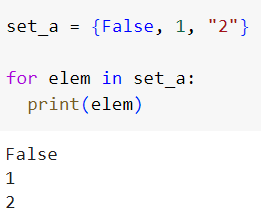 set_a = {False, 1, "2"}
for elem in set_a:
  print(elem)
False
1
2